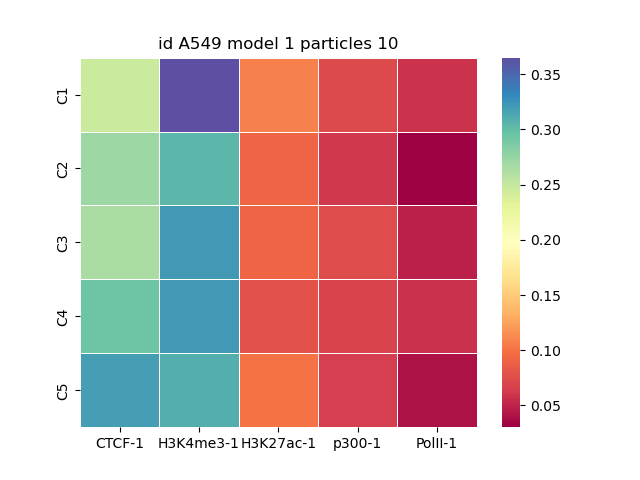 id A549 model 1 particles 10
C1
C2
C3
C4
C5
CTCF-1 H3K4me3-1 H3K27ac-1 p300-1 PolII-1
0.35
0.30
0.25
0.20
0.15
0.10
0.05